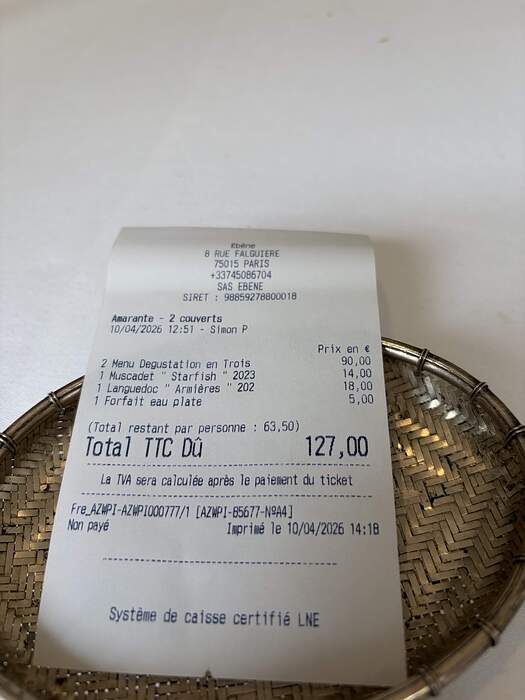 Ebène
8 RUE FALGUIERE
75015 PARIS
+33745086704
SAS EBENE
SIRET : 98859278800018
Amarante - 2 couverts
10/04/2026 12:51 - Simon P
Prix en €
2 Menu Degustation en Trois 90,00
1 Muscadet " Starfish " 2023 14,00
1 Languedoc " Armières " 202 18,00
1 Forfait eau plate 5,00
(Total restant par personne : 63,50)
Total TTC Dû 127,00
La TVA sera calculée après le paiement du ticket
Fre_AZWPI-AZWPI000777/1 [AZWPI-85677-NºA4]
Non payé Imprimé le 10/04/2026 14:18
Système de caisse certifié LNE